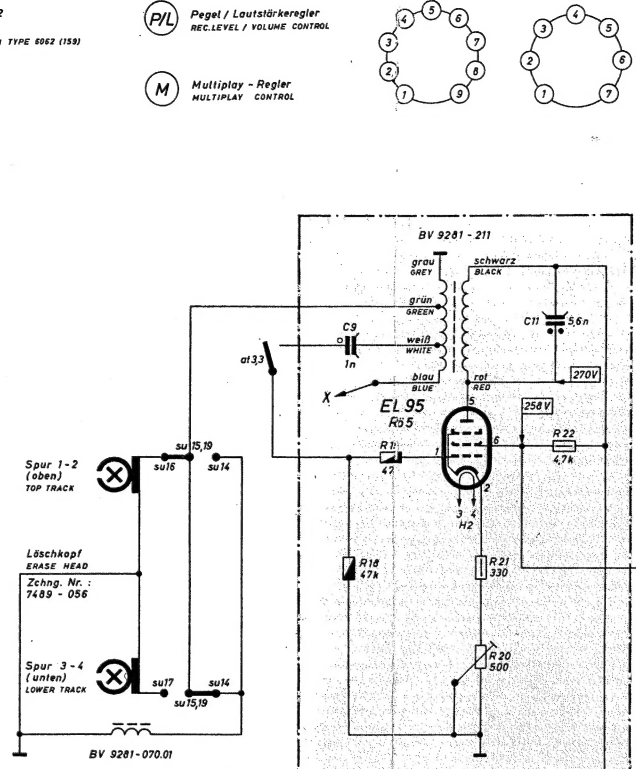 2
TYPE 6062 (159)
P/L
Pegel / Lautstärkeregler
REC. LEVEL / VOLUME CONTROL
M
Multiplay - Regler
MULTIPLAY CONTROL
1 2 3 4 5 6 7 8 9
1 2 3 4 5 6 7
BV 9281 - 211
grau
GREY
schwarz
BLACK
grün
GREEN
C9
1n
weiß
WHITE
C11 5,6n
at3,3
blau
BLUE
rot
RED
270V
X
EL 95
Rö 5
5
258V
1
6
R 22
4,7k
47
2
3 4
H2
Spur 1-2
(oben)
TOP TRACK
su16
su15,19
su14
Löschkopf
ERASE HEAD
Zchng. Nr. :
7489 - 056
R18
47k
R 21
330
R 20
500
Spur 3-4
(unten)
LOWER TRACK
su17
su15,19
su14
BV 9281-070.01